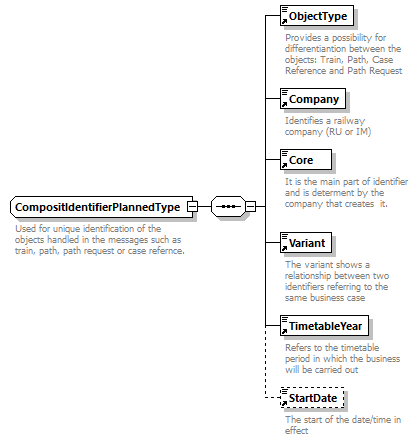 ObjectType
Provides a possibility for
differentiantion between the
objects: Train, Path, Case
Reference and Path Request
Company
Identifies a railway
company (RU or IM)
Core
It is the main part of identifier
and is determent by the
company that creates  it.
CompositIdentifierPlannedType
Used for unique identification of the
objects handled in the messages such as
train, path, path request or case refernce.
Variant
The variant shows a
relationship between two
identifiers referring to the
same business case
TimetableYear
Refers to the timetable
period in which the business
will be carried out
StartDate
The start of the date/time in
effect